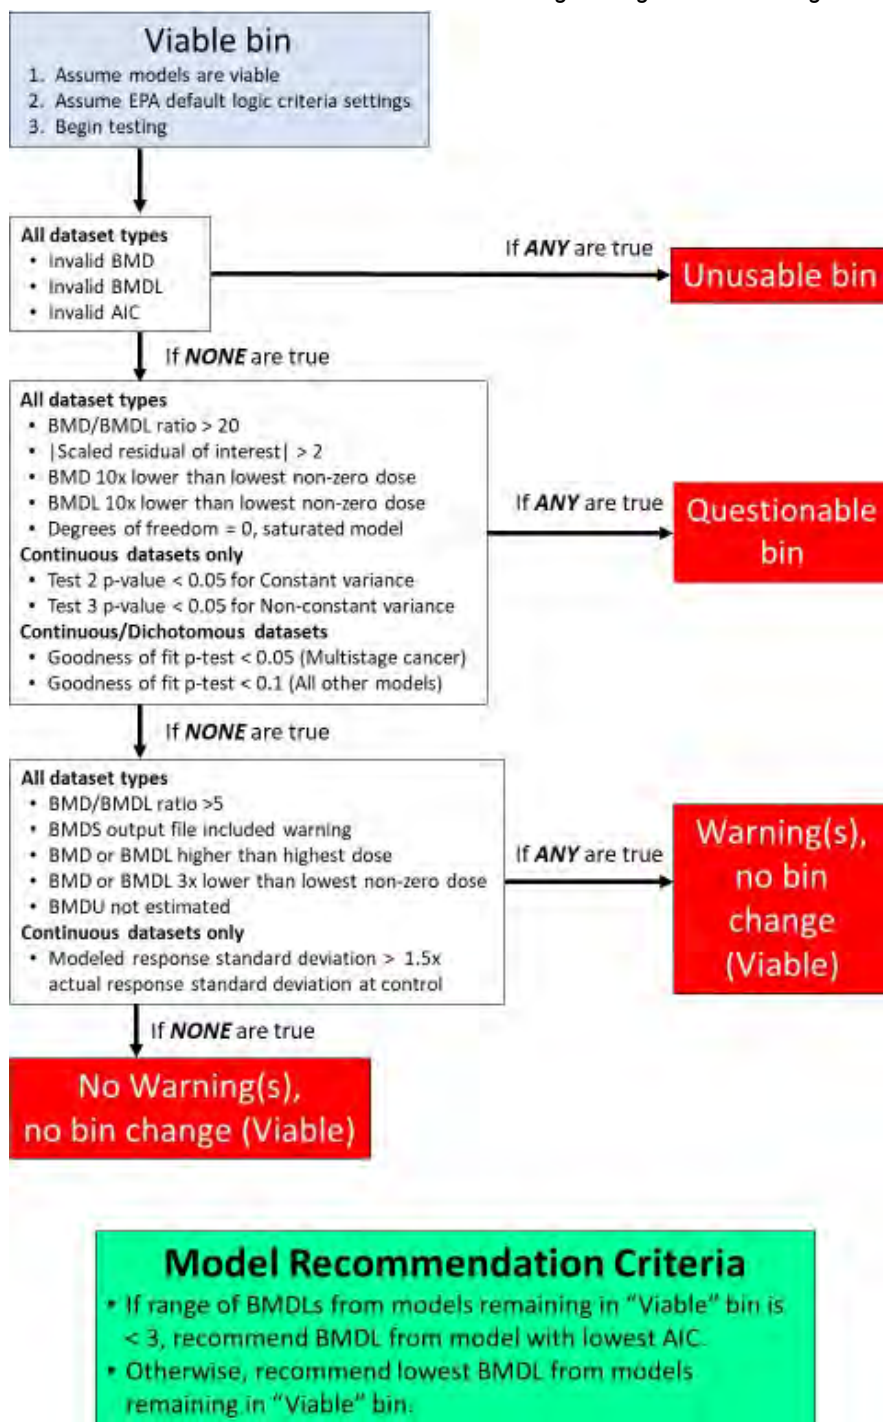 Viable bin
1. Assume models are viable
2. Assume EPA default logic criteria settings
3. Begin testing
All dataset types
• Invalid BMD
• Invalid BMDL
• Invalid AIC
If ANY are true
Unusable bin
If NONE are true
All dataset types
• BMD/BMDL ratio > 20
• |Scaled residual of interest| > 2
• BMD 10x lower than lowest non-zero dose
• BMDL 10x lower than lowest non-zero dose
• Degrees of freedom = 0, saturated model
Continuous datasets only
• Test 2 p-value < 0.05 for Constant variance
• Test 3 p-value < 0.05 for Non-constant variance
Continuous/Dichotomous datasets
• Goodness of fit p-test < 0.05 (Multistage cancer)
• Goodness of fit p-test < 0.1 (All other models)
If ANY are true
Questionable
bin
If NONE are true
All dataset types
• BMD/BMDL ratio >5
• BMDS output file included warning
• BMD or BMDL higher than highest dose
• BMD or BMDL 3x lower than lowest non-zero dose
• BMDU not estimated
Continuous datasets only
• Modeled response standard deviation > 1.5x
actual response standard deviation at control
If ANY are true
Warning(s),
no bin
change
(Viable)
If NONE are true
No Warning(s),
no bin change (Viable)
Model Recommendation Criteria
• If range of BMDLs from models remaining in "Viable" bin is
< 3, recommend BMDL from model with lowest AIC.
• Otherwise, recommend lowest BMDL from models
remaining in "Viable" bin.